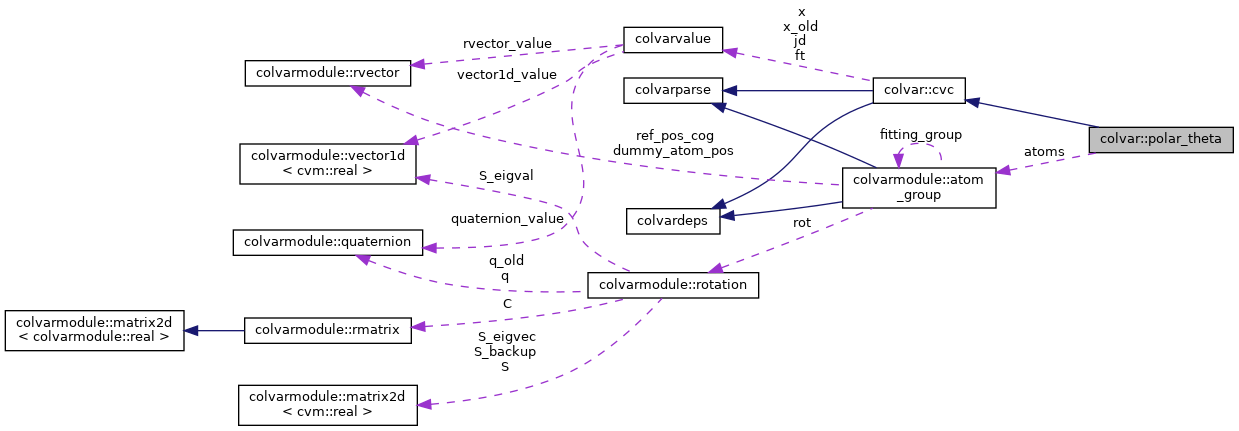 x
x_old
jd
ft
colvarvalue
rvector_value
colvarmodule::rvector
vector1d_value
colvarparse
colvar::cvc
colvar::polar_theta
ref_pos_cog
dummy_atom_pos
fitting_group
atoms
colvarmodule::vector1d
< cvm::real >
S_eigval
colvarmodule::atom
_group
colvardeps
quaternion_value
rot
colvarmodule::quaternion
q_old
q
colvarmodule::rotation
C
colvarmodule::matrix2d
< colvarmodule::real >
colvarmodule::rmatrix
S_eigvec
S_backup
S
colvarmodule::matrix2d
< cvm::real >